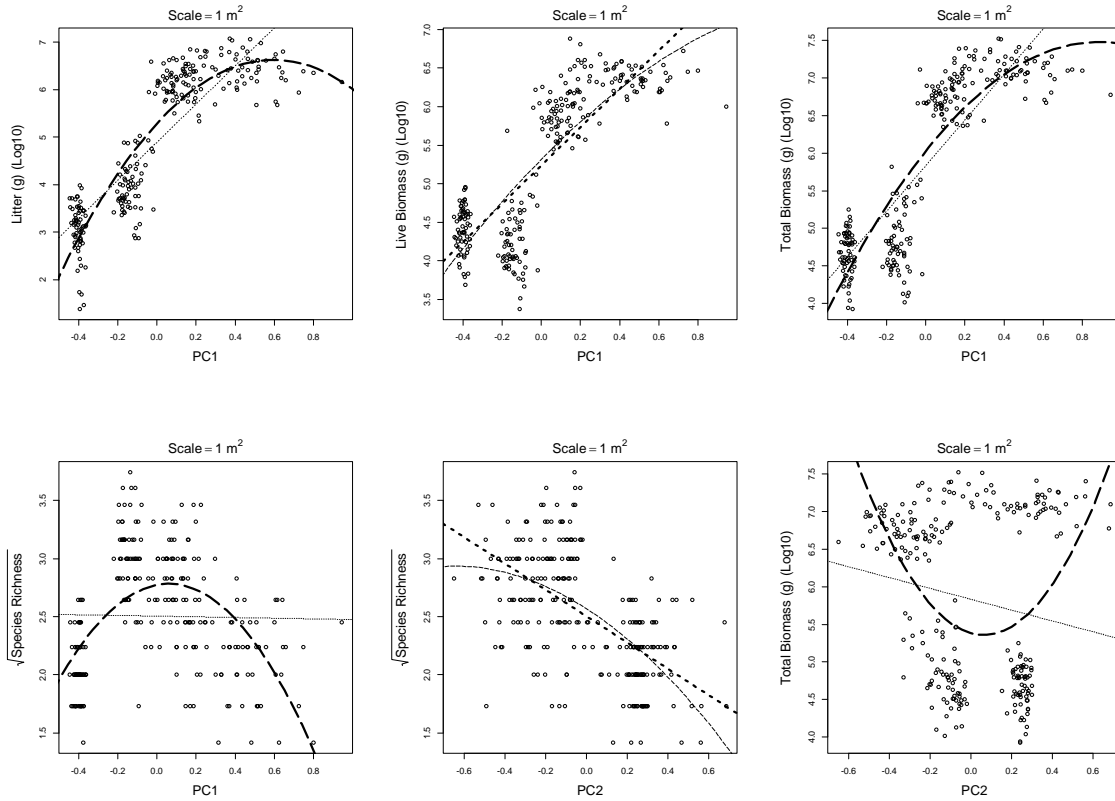 Scale = 1 m²
Litter (g) (Log10)
7
6
5
4
3
2
-0.4 -0.2 0.0 0.2 0.4 0.6 0.8
PC1
Scale = 1 m²
Live Biomass (g) (Log10)
7.0
6.5
6.0
5.5
5.0
4.5
4.0
3.5
-0.4 -0.2 0.0 0.2 0.4 0.6 0.8
PC1
Scale = 1 m²
Total Biomass (g) (Log10)
7.5
7.0
6.5
6.0
5.5
5.0
4.5
4.0
-0.4 -0.2 0.0 0.2 0.4 0.6 0.8
PC1
Scale = 1 m²
√Species Richness
3.5
3.0
2.5
2.0
1.5
-0.4 -0.2 0.0 0.2 0.4 0.6 0.8
PC1
Scale = 1 m²
√Species Richness
3.5
3.0
2.5
2.0
1.5
-0.6 -0.4 -0.2 0.0 0.2 0.4 0.6
PC2
Scale = 1 m²
Total Biomass (g) (Log10)
7.5
7.0
6.5
6.0
5.5
5.0
4.5
4.0
-0.6 -0.4 -0.2 0.0 0.2 0.4 0.6
PC2